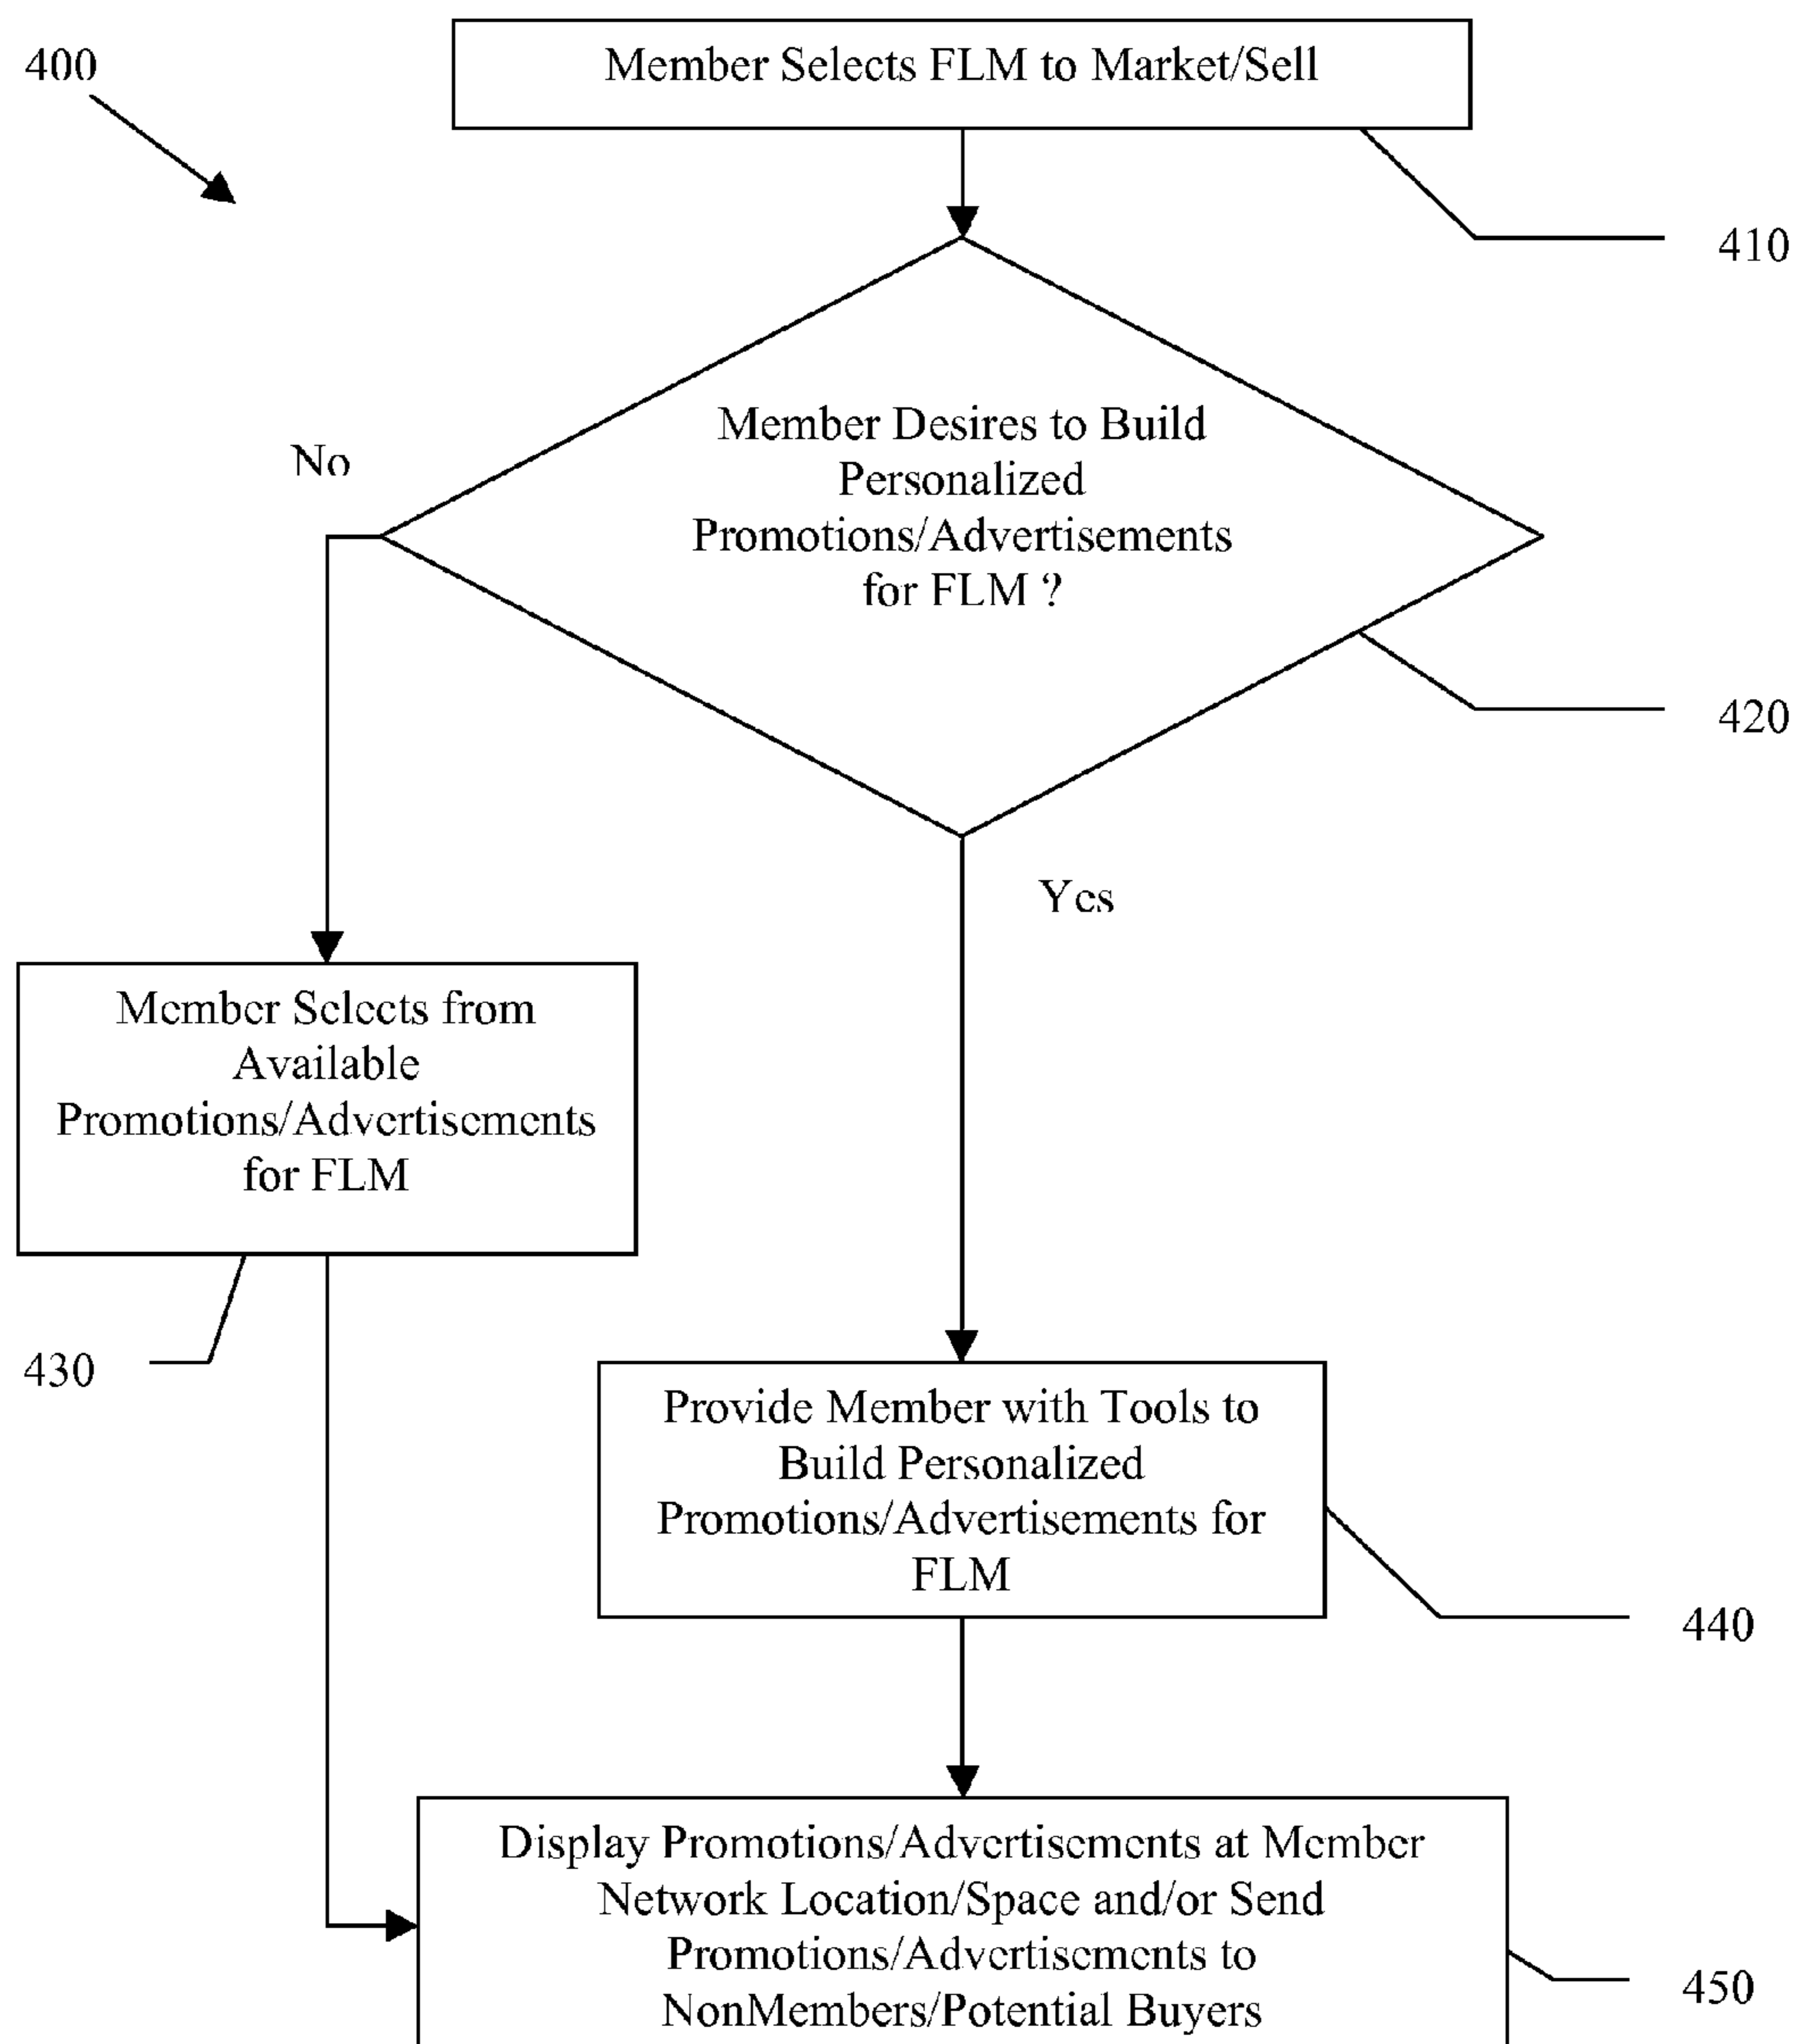 400
Member Selects FLM to Market/Sell
410
Member Desires to Build
Personalized
Promotions/Advertisements
for FLM ?
No
420
Yes
Member Selects from
Available
Promotions/Advertisements
for FLM
430
Provide Member with Tools to
Build Personalized
Promotions/Advertisements for
FLM
440
Display Promotions/Advertisements at Member
Network Location/Space and/or Send
Promotions/Advertisements to
NonMembers/Potential Buyers
450